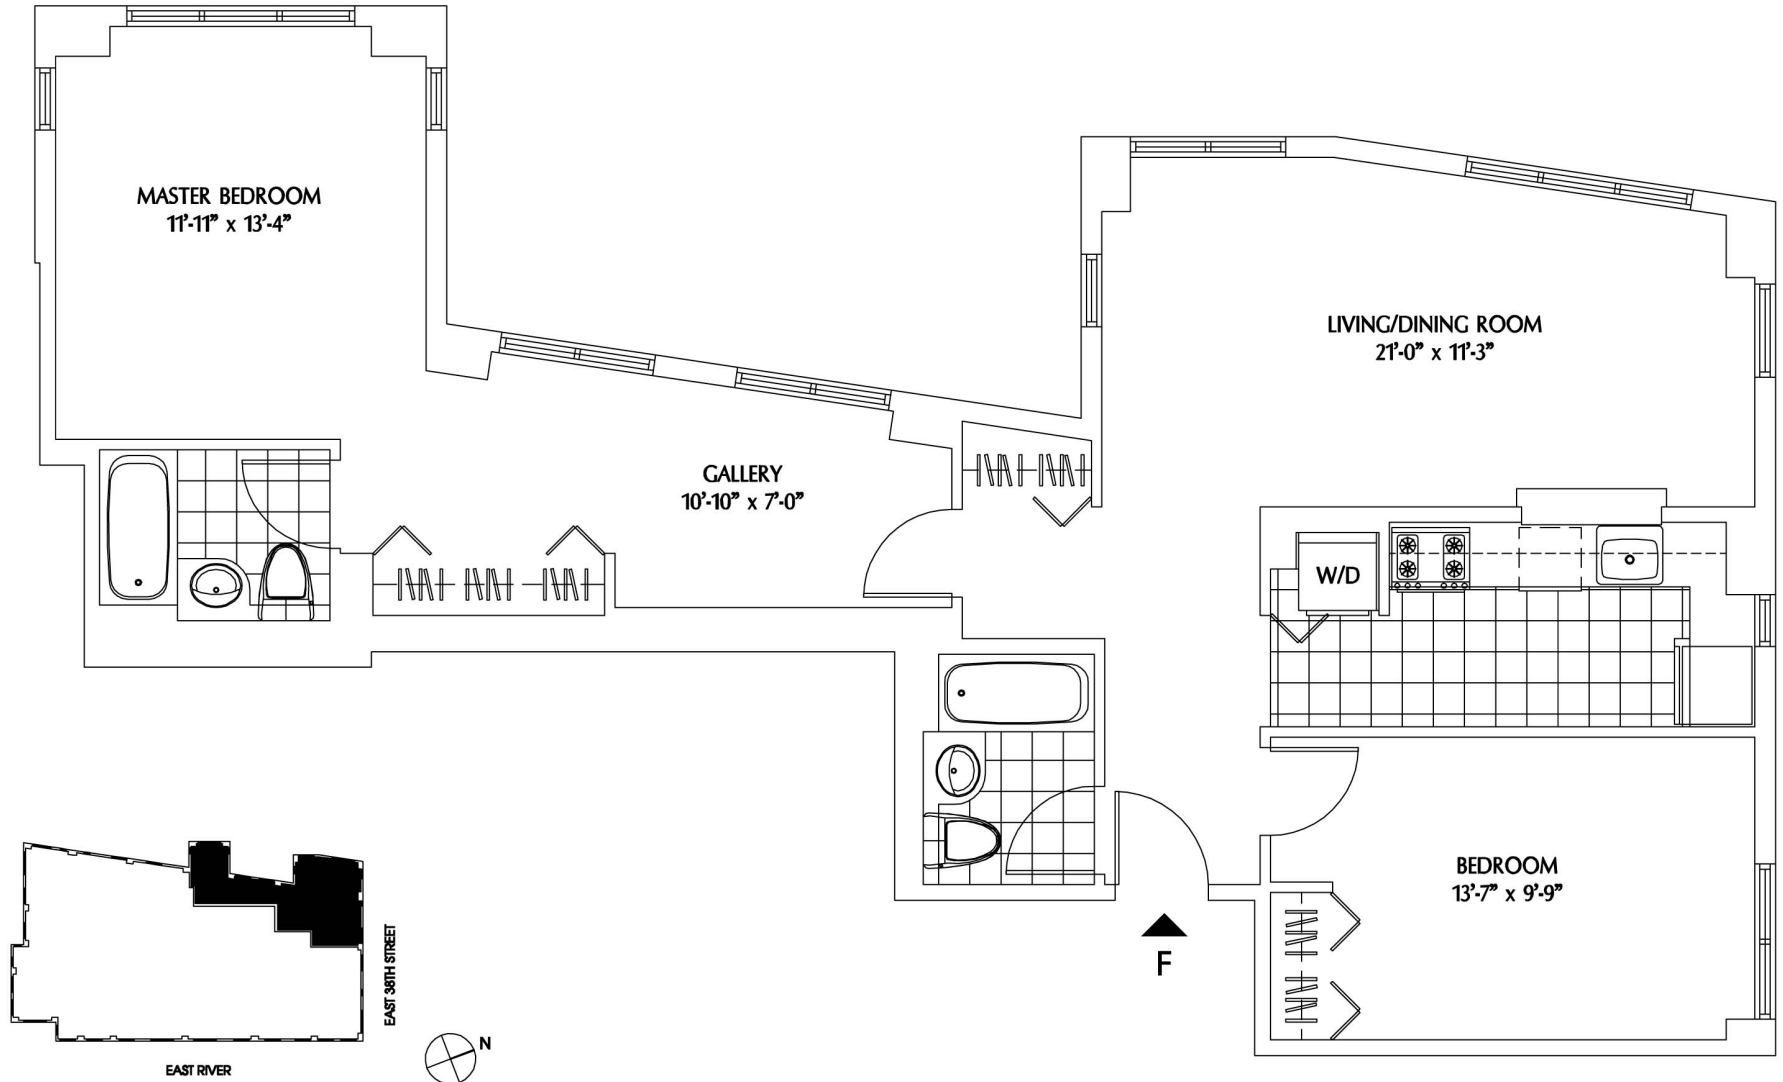 MASTER BEDROOM
11'-11” x 13'-4”
LIVING/DINING ROOM
21'-0” x 11'-3”
GALLERY
10'-10” x 7'-0”
W/D
BEDROOM
13'-7” x 9'-9”
F
EAST 38TH STREET
N
EAST RIVER